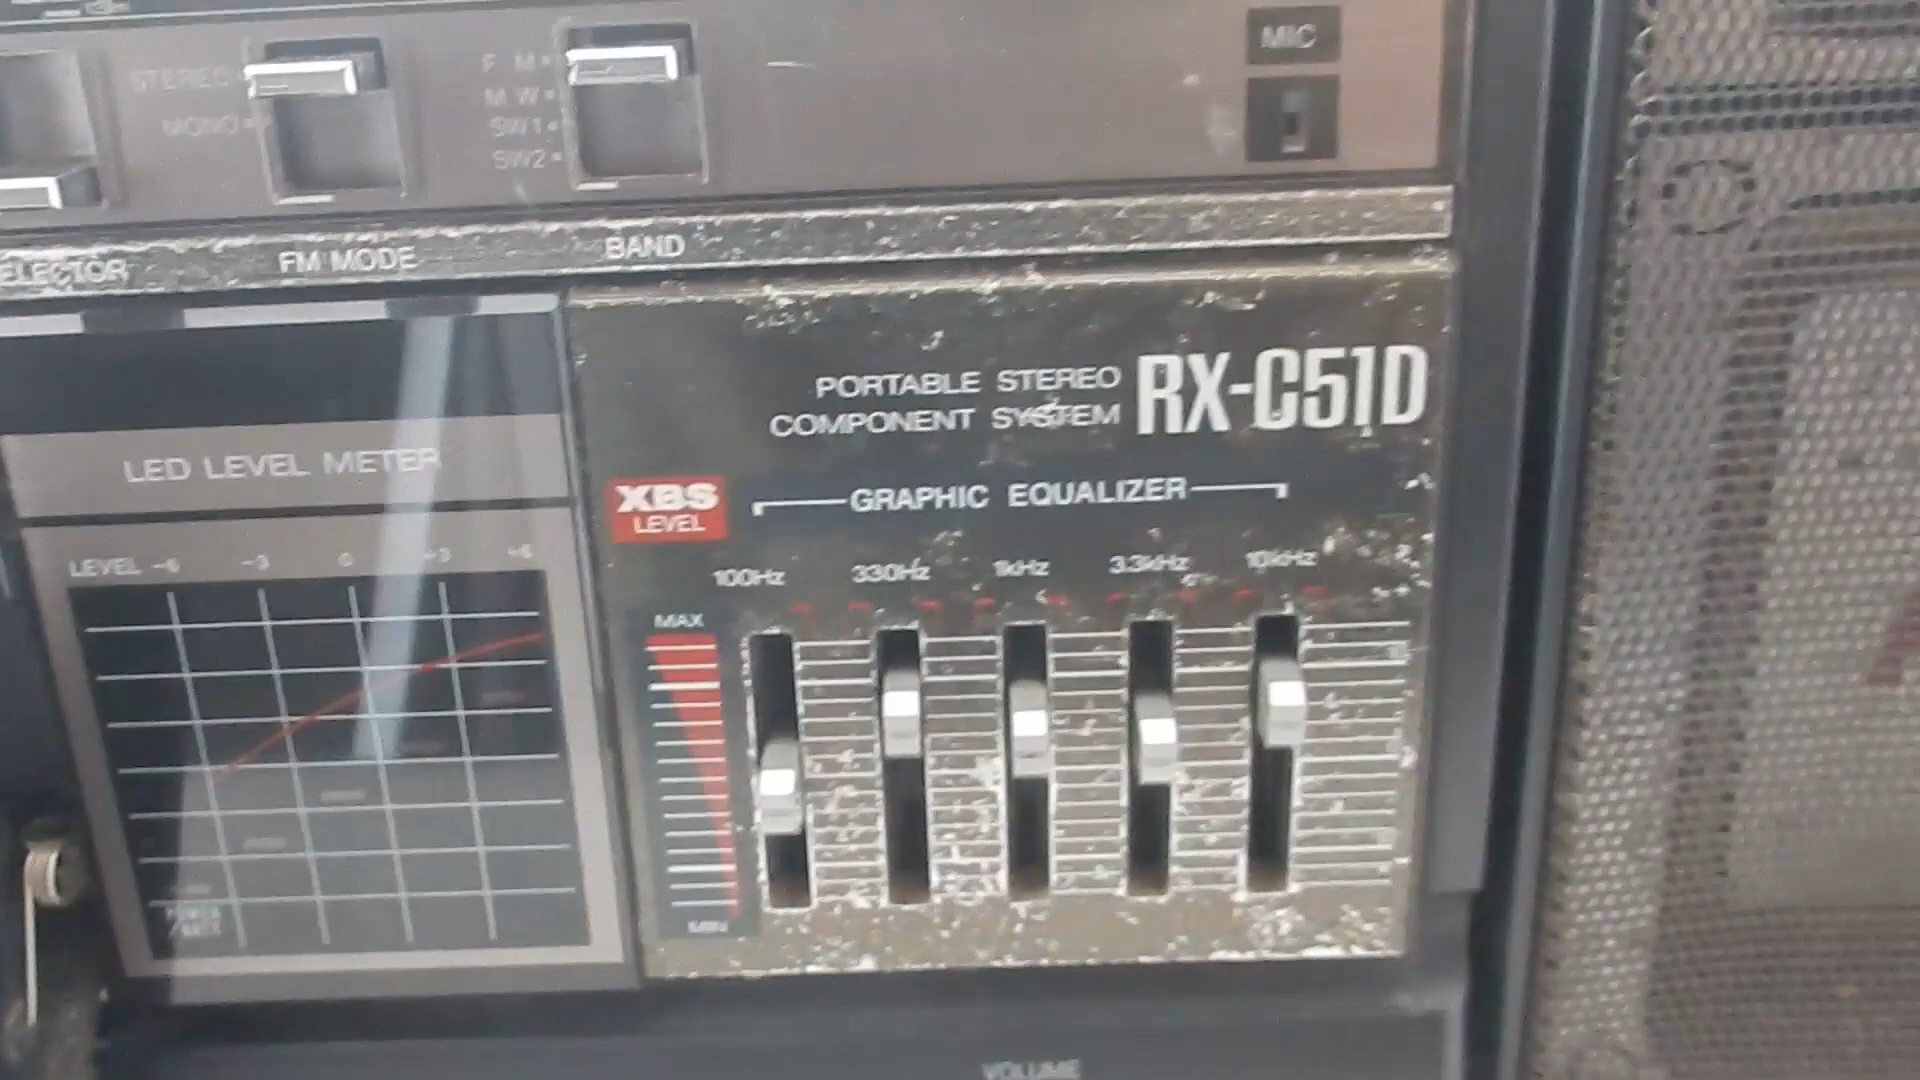 STEREO
MONO
F M
M W
SW1
SW2
MIC
ELECTOR
FM MODE
BAND
PORTABLE STEREO
COMPONENT SYSTEM
RX-C51D
LED LEVEL METER
XBS
LEVEL
GRAPHIC EQUALIZER
LEVEL -6 -3 0 +3 +6
100Hz 330Hz 1kHz 3.3kHz 10kHz
MAX
MIN
VOLUME